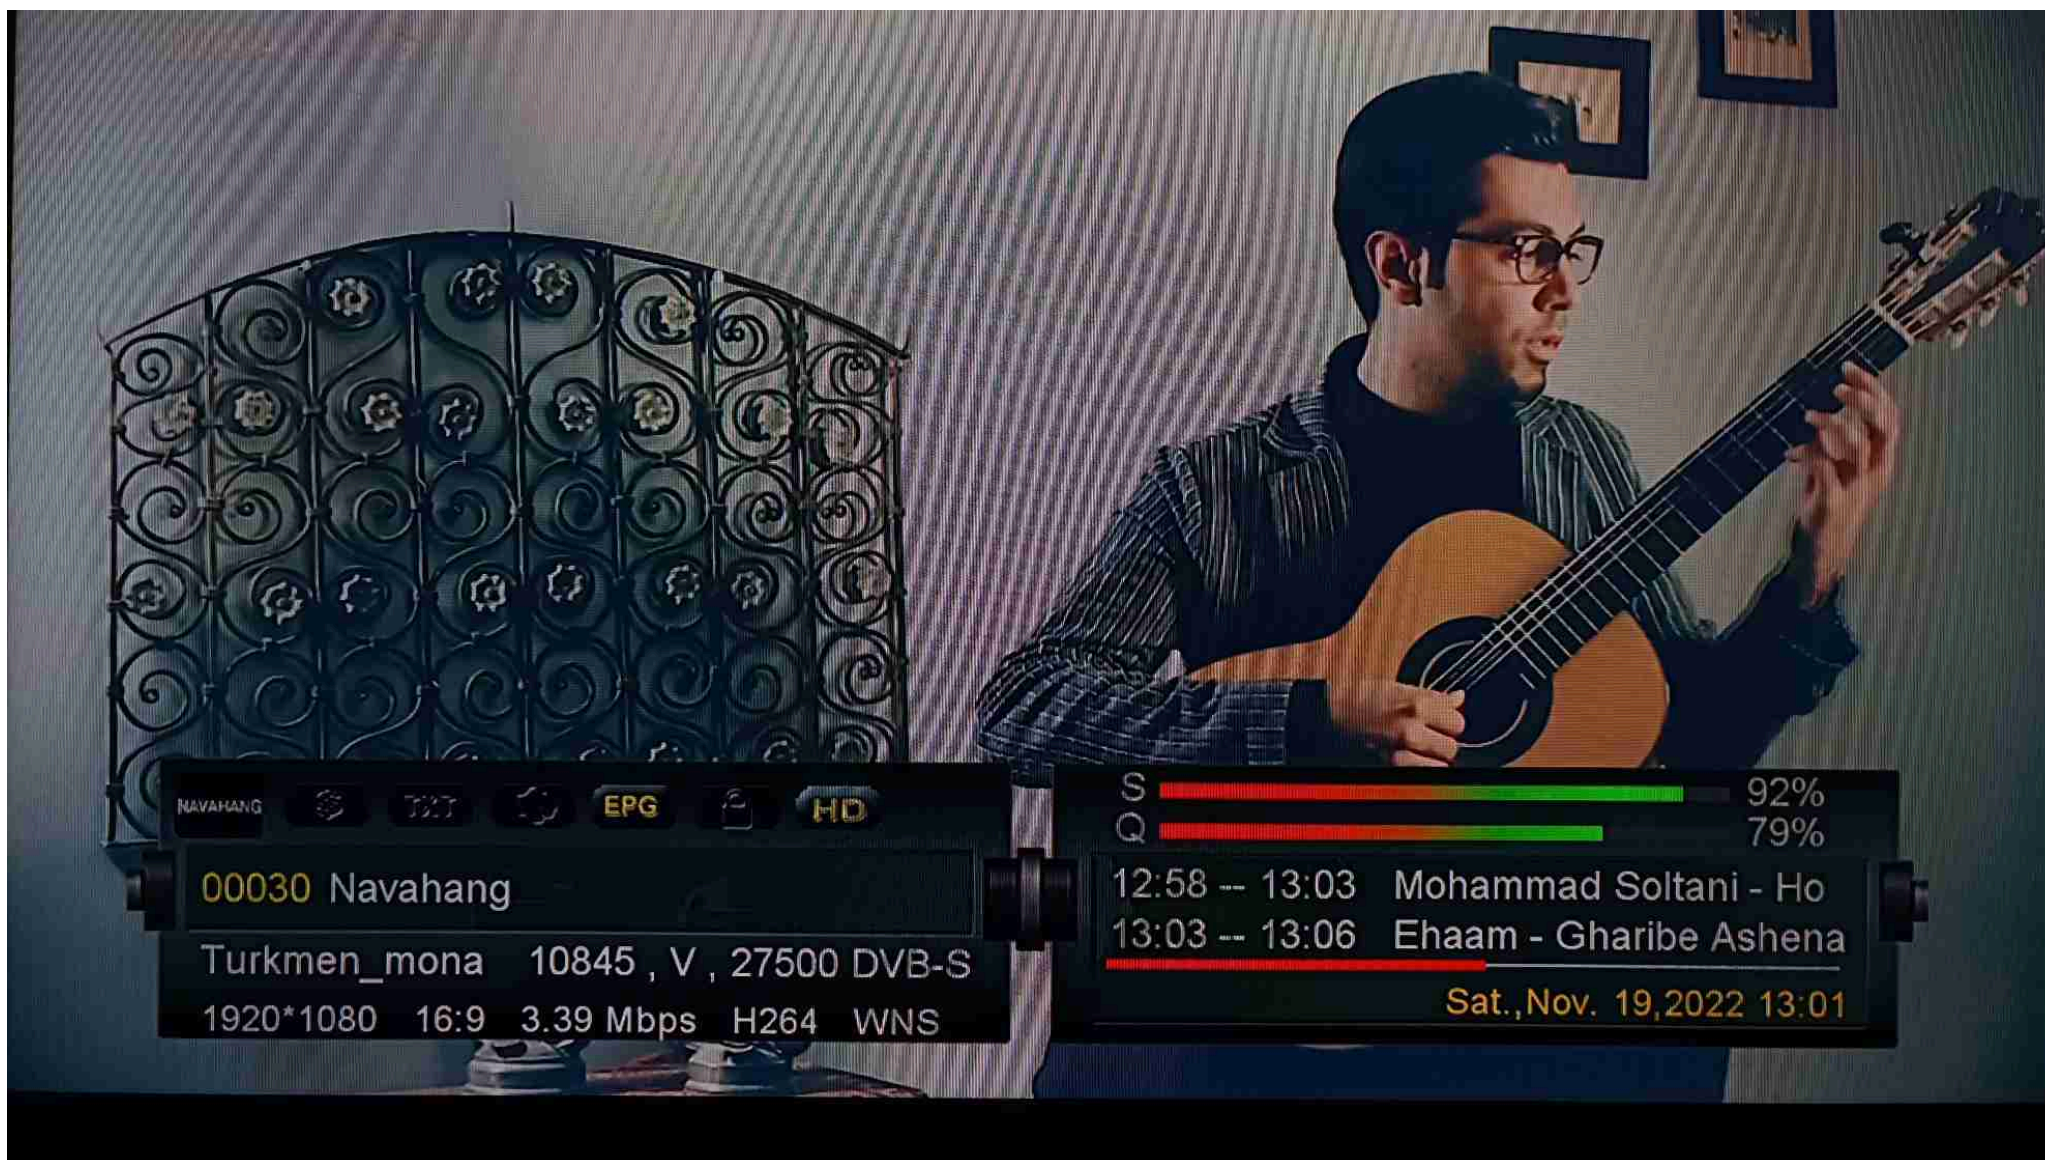 NAVAHANG $ TXT EPG HD
00030 Navahang
Turkmen_mona 10845 , V , 27500 DVB-S
1920*1080 16:9 3.39 Mbps H264 WNS
S 92%
Q 79%
12:58 -- 13:03 Mohammad Soltani - Ho
13:03 -- 13:06 Ehaam - Gharibe Ashena
Sat.,Nov. 19,2022 13:01